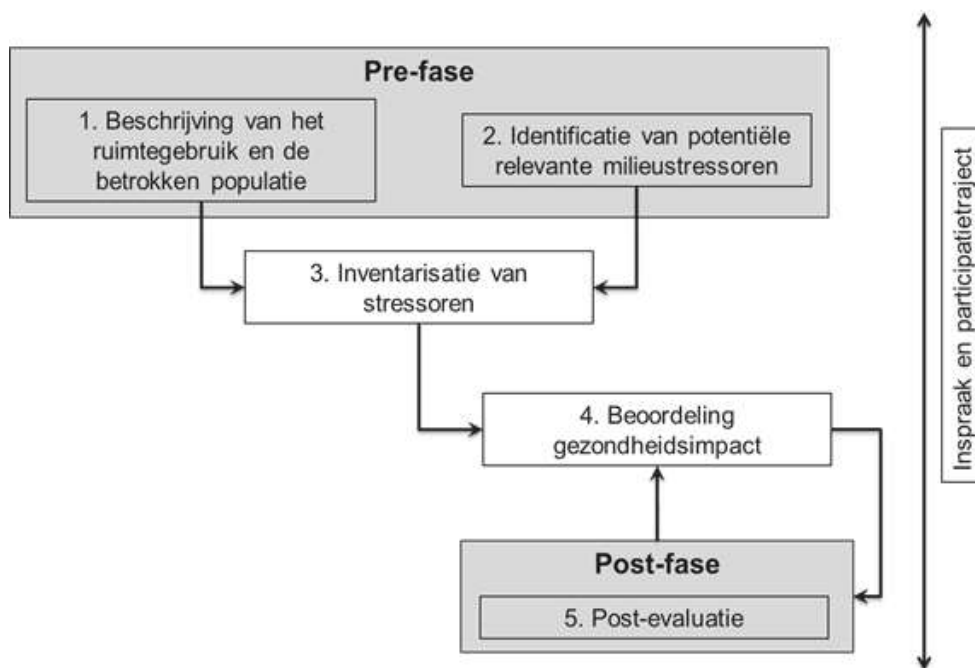 Pre-fase
1. Beschrijving van het
ruimtegebruik en de
betrokken populatie
2. Identificatie van potentiële
relevante milieustressoren
3. Inventarisatie van
stressoren
4. Beoordeling
gezondheidsimpact
Post-fase
5. Post-evaluatie
Inspraak en participatietraject